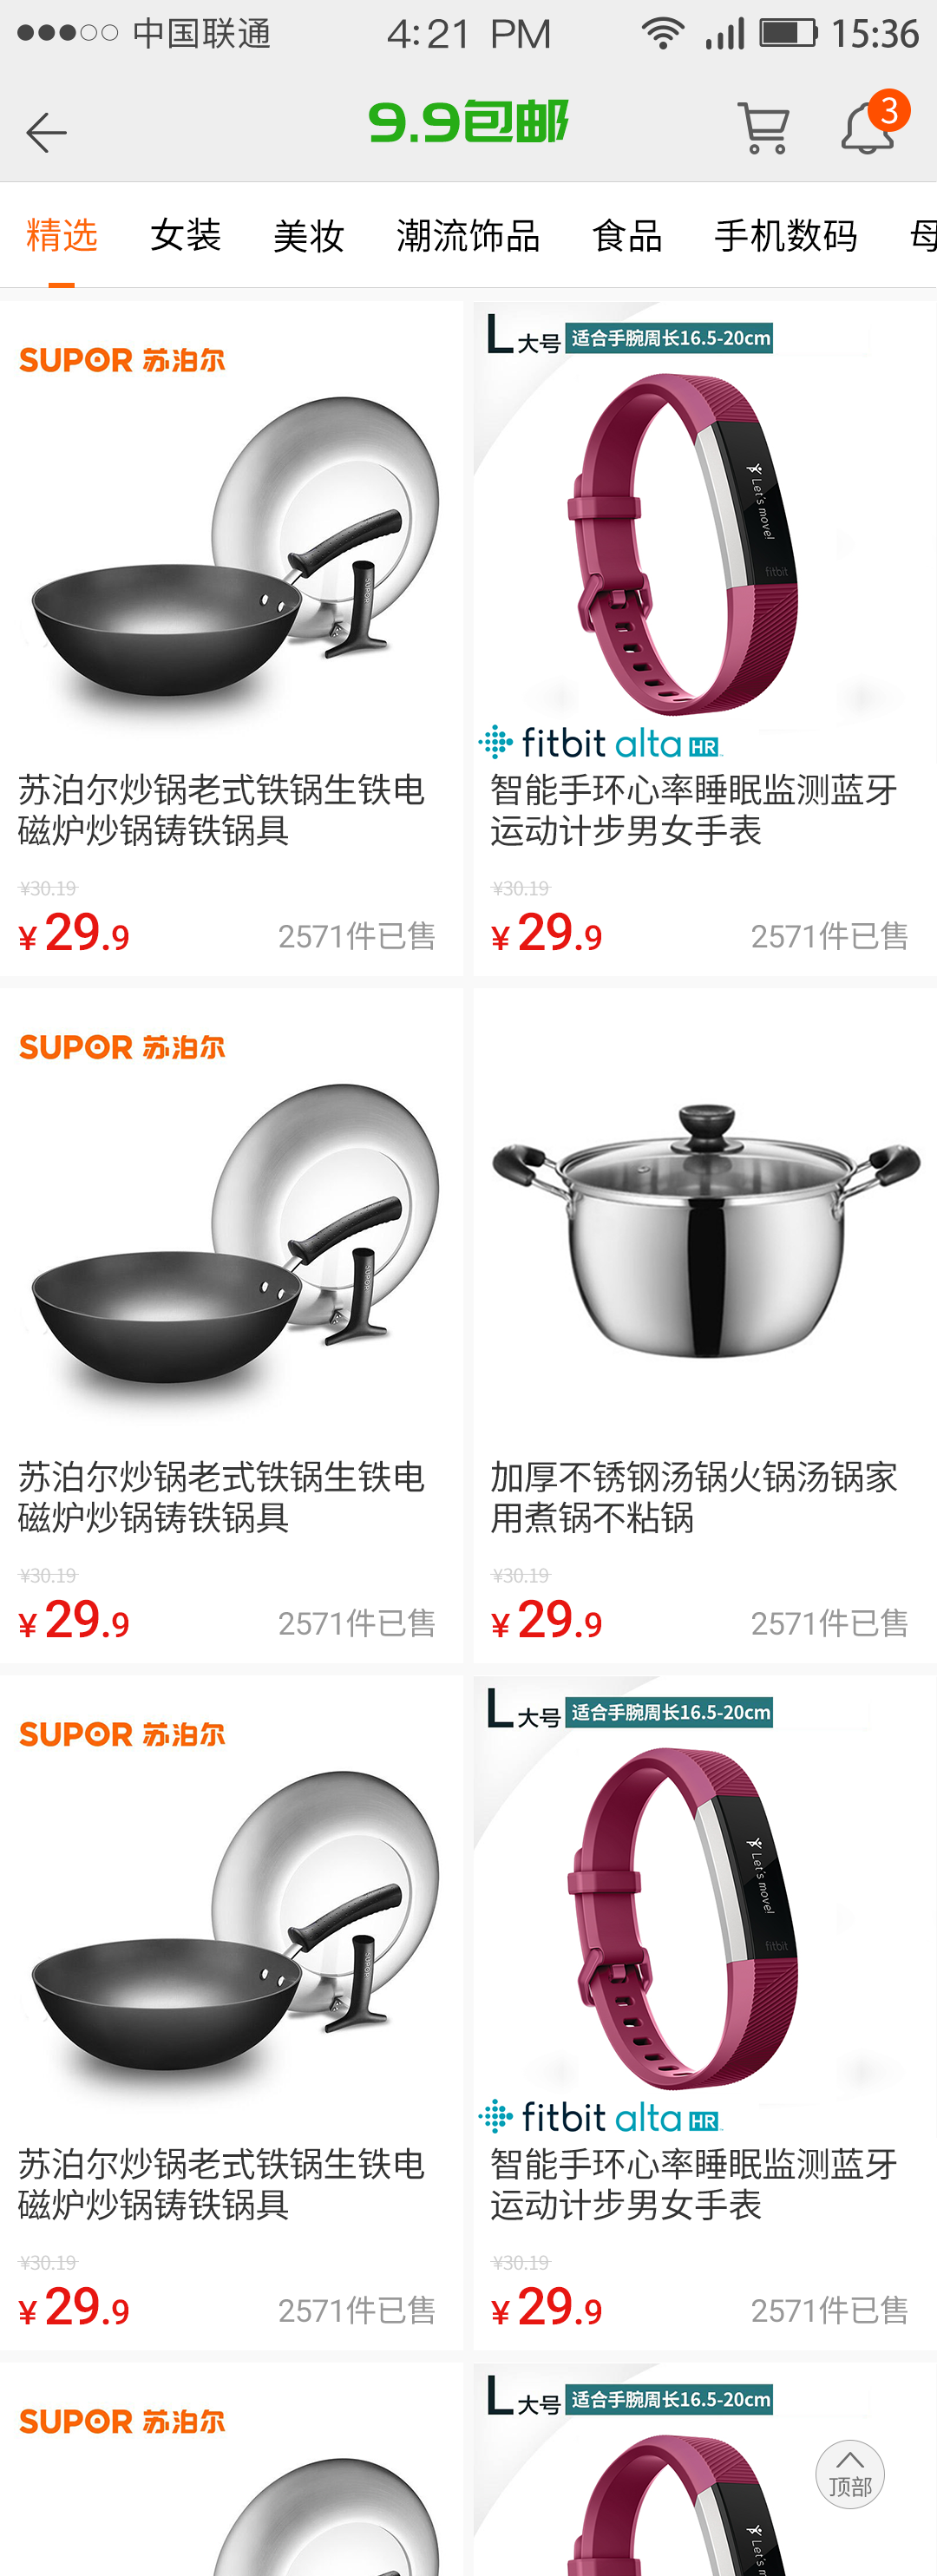 中国联通 4:21 PM 15:36
9.9包邮
3
精选 女装 美妆 潮流饰品 食品 手机数码 母
SUPOR 苏泊尔
SUPOR
苏泊尔炒锅老式铁锅生铁电
磁炉炒锅铸铁锅具
¥30.19
¥29.9 2571件已售
L大号 适合手腕周长16.5-20cm
Let's move!
fitbit
fitbit alta HR
智能手环心率睡眠监测蓝牙
运动计步男女手表
¥30.19
¥29.9 2571件已售
SUPOR 苏泊尔
SUPOR
苏泊尔炒锅老式铁锅生铁电
磁炉炒锅铸铁锅具
¥30.19
¥29.9 2571件已售
加厚不锈钢汤锅火锅汤锅家
用煮锅不粘锅
¥30.19
¥29.9 2571件已售
SUPOR 苏泊尔
SUPOR
苏泊尔炒锅老式铁锅生铁电
磁炉炒锅铸铁锅具
¥30.19
¥29.9 2571件已售
L大号 适合手腕周长16.5-20cm
Let's move!
fitbit
fitbit alta HR
智能手环心率睡眠监测蓝牙
运动计步男女手表
¥30.19
¥29.9 2571件已售
SUPOR 苏泊尔
L大号 适合手腕周长16.5-20cm
Let's
顶部